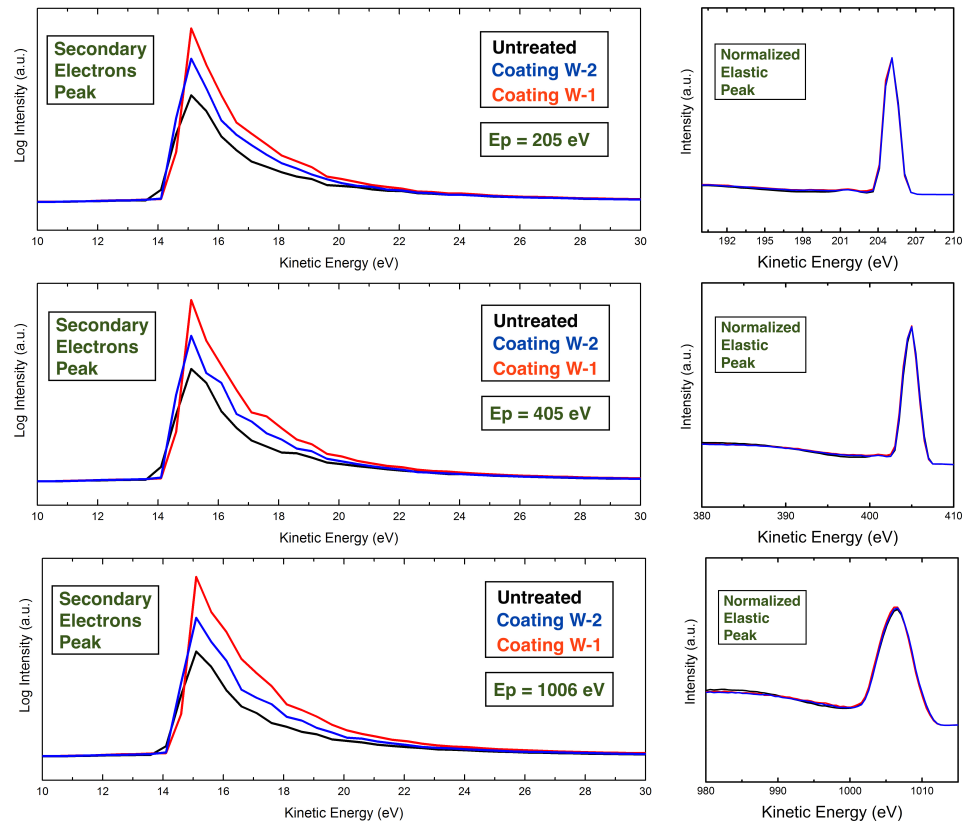 Log Intensity (a.u.)
Secondary
Electrons
Peak
Untreated
Coating W-2
Coating W-1
Ep = 205 eV
10 12 14 16 18 20 22 24 26 28 30
Kinetic Energy (eV)
Intensity (a.u.)
Normalized
Elastic
Peak
192 195 198 201 204 207 210
Kinetic Energy (eV)
Log Intensity (a.u.)
Secondary
Electrons
Peak
Untreated
Coating W-2
Coating W-1
Ep = 405 eV
10 12 14 16 18 20 22 24 26 28 30
Kinetic Energy (eV)
Intensity (a.u.)
Normalized
Elastic
Peak
380 390 400 410
Kinetic Energy (eV)
Log Intensity (a.u.)
Secondary
Electrons
Peak
Untreated
Coating W-2
Coating W-1
Ep = 1006 eV
10 12 14 16 18 20 22 24 26 28 30
Kinetic Energy (eV)
Intensity (a.u.)
Normalized
Elastic
Peak
980 990 1000 1010
Kinetic Energy (eV)